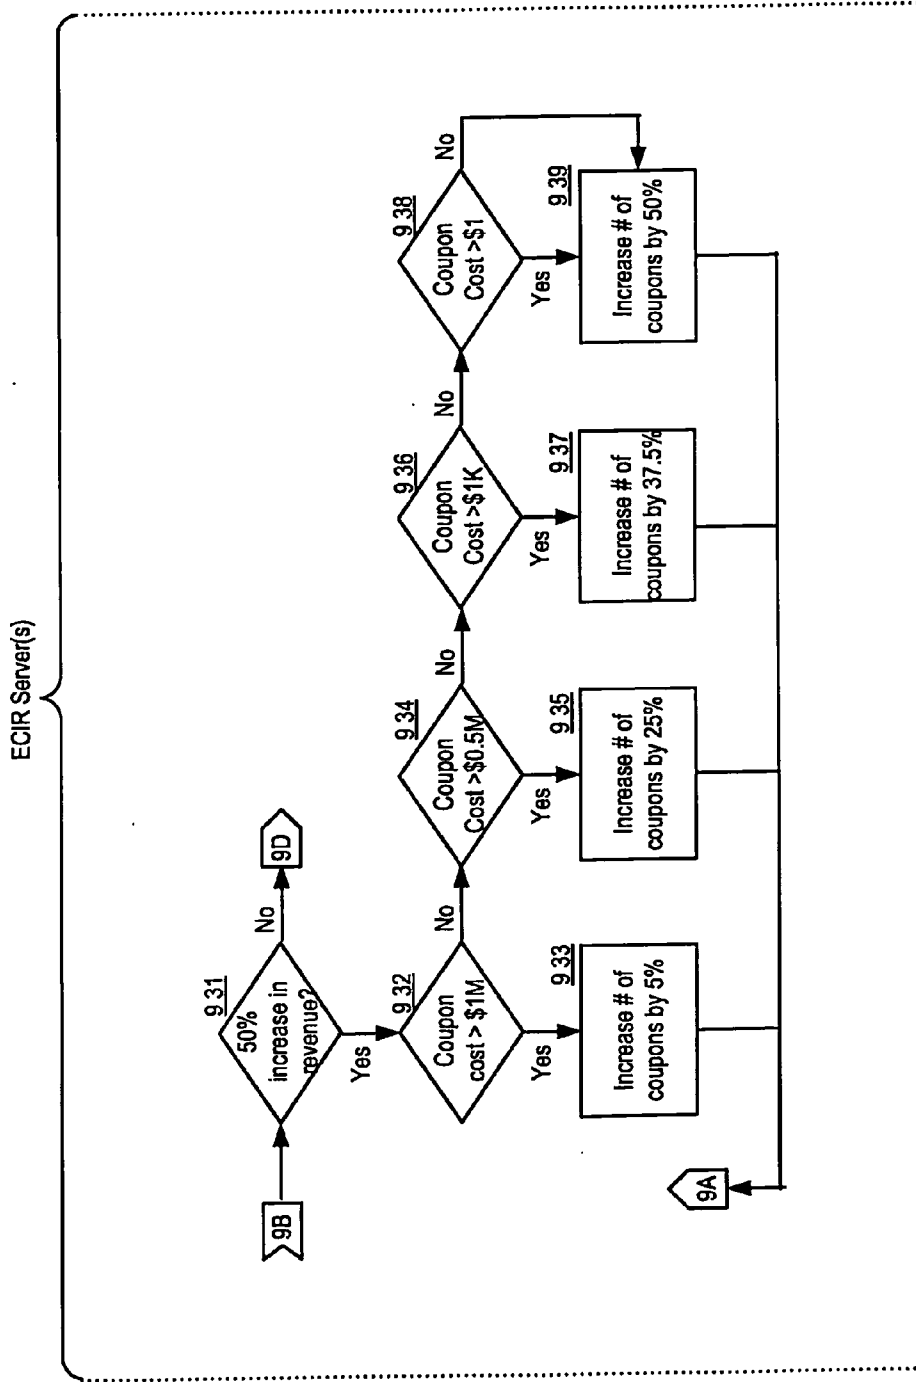 ECIR Server(s)
9B
9 31
50%
increase in
revenue?
No
9D
Yes
9 32
Coupon
cost > $1M
No
9 34
Coupon
Cost >$0.5M
No
9 36
Coupon
Cost >$1K
No
9 38
Coupon
Cost >$1
No
Yes
Yes
Yes
Yes
9 33
Increase # of
coupons by 5%
9 35
Increase # of
coupons by 25%
9 37
Increase # of
coupons by 37.5%
9 39
Increase # of
coupons by 50%
9A